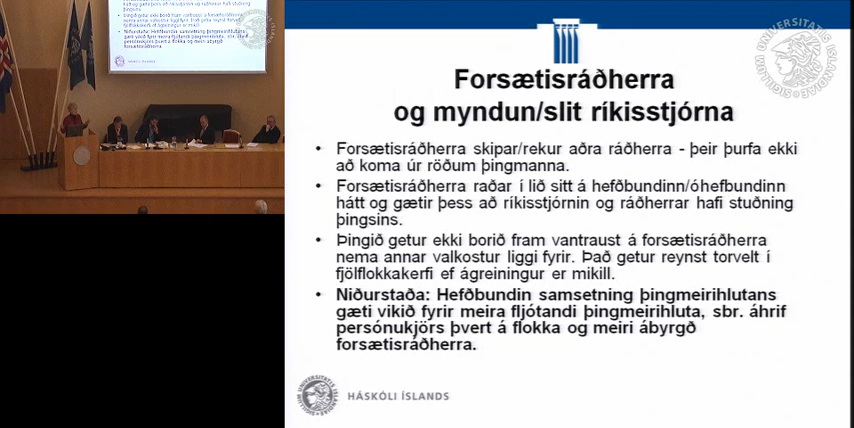 Forsætisráðherra
og myndun/slit ríkisstjórna
• Forsætisráðherra skipar/rekur aðra ráðherra - þeir þurfa ekki
að koma úr röðum þingmanna.
• Forsætisráðherra raðar í lið sitt á hefðbundinn/óhefbundinn
hátt og gætir þess að ríkisstjórnin og ráðherrar hafi stuðning
þingsins.
• Þingið getur ekki borið fram vantraust á forsætisráðherra
nema annar valkostur liggi fyrir. Það getur reynst torvelt í
fjölflokkakerfi ef ágreiningur er mikill.
• Niðurstaða: Hefðbundin samsetning þingmeirihlutans
gæti vikið fyrir meira fljótandi þingmeirihluta, sbr. áhrif
persónukjörs þvert á flokka og meiri ábyrgð
forsætisráðherra.
HÁSKÓLI ÍSLANDS
SIGILLUM UNIVERSITATIS ISLANDIAE